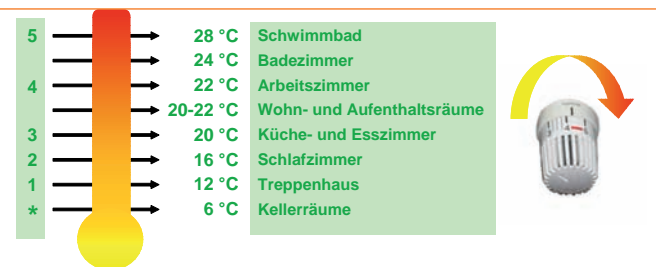 5 28 °C Schwimmbad
24 °C Badezimmer
4 22 °C Arbeitszimmer
20-22 °C Wohn- und Aufenthaltsräume
3 20 °C Küche- und Esszimmer
2 16 °C Schlafzimmer
1 12 °C Treppenhaus
* 6 °C Kellerräume